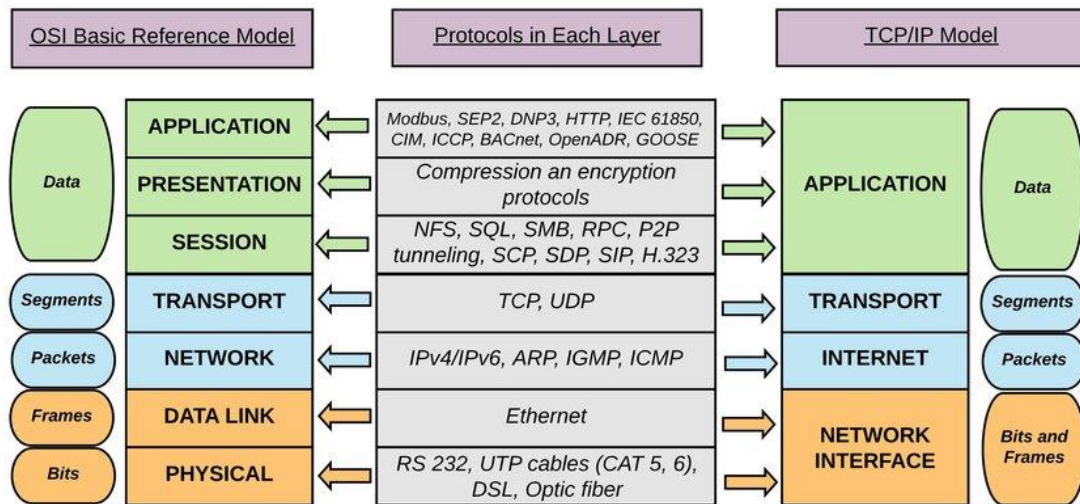 OSI Basic Reference Model
Protocols in Each Layer
TCP/IP Model
Data
APPLICATION
PRESENTATION
SESSION
Modbus, SEP2, DNP3, HTTP, IEC 61850,
CIM, ICCP, BACnet, OpenADR, GOOSE
Compression an encryption
protocols
NFS, SQL, SMB, RPC, P2P
tunneling, SCP, SDP, SIP, H.323
APPLICATION
Data
Segments
TRANSPORT
TCP, UDP
TRANSPORT
Segments
Packets
NETWORK
IPv4/IPv6, ARP, IGMP, ICMP
INTERNET
Packets
Frames
DATA LINK
Ethernet
Bits
PHYSICAL
RS 232, UTP cables (CAT 5, 6),
DSL, Optic fiber
NETWORK
INTERFACE
Bits and
Frames